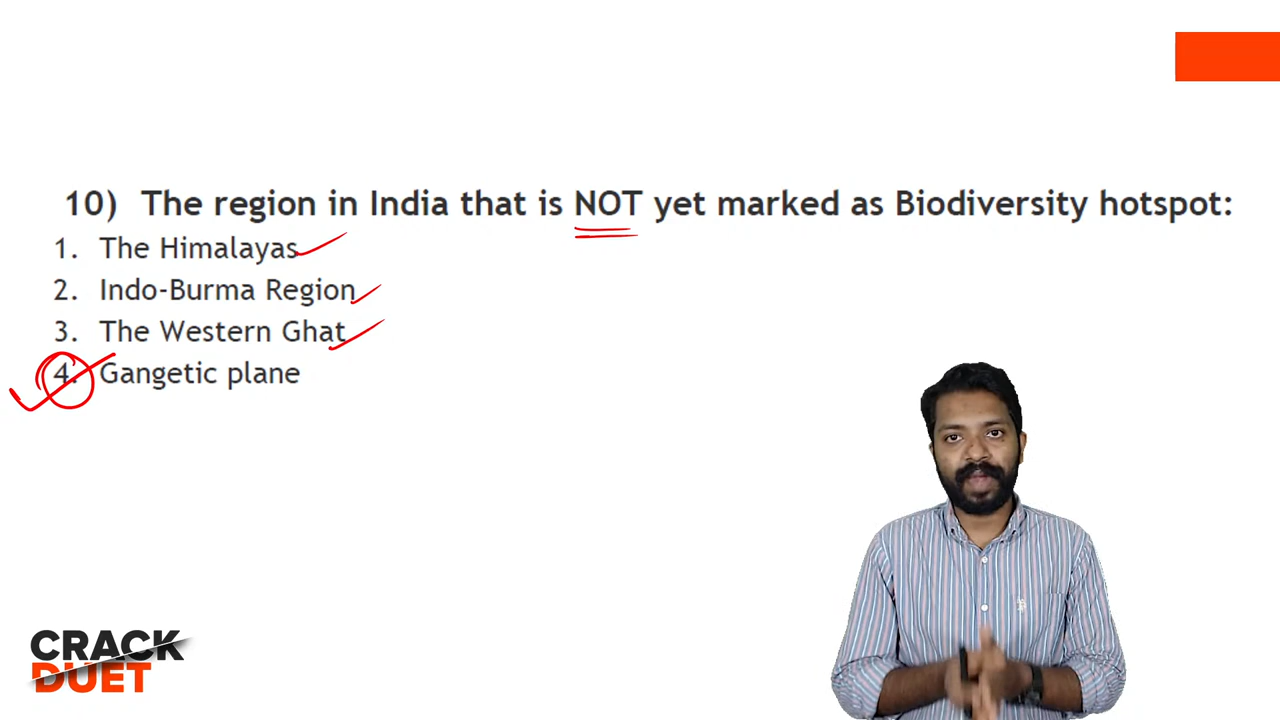 10) The region in India that is NOT yet marked as Biodiversity hotspot:
1. The Himalayas
2. Indo-Burma Region
3. The Western Ghat
4. Gangetic plane
CRACK
DUET